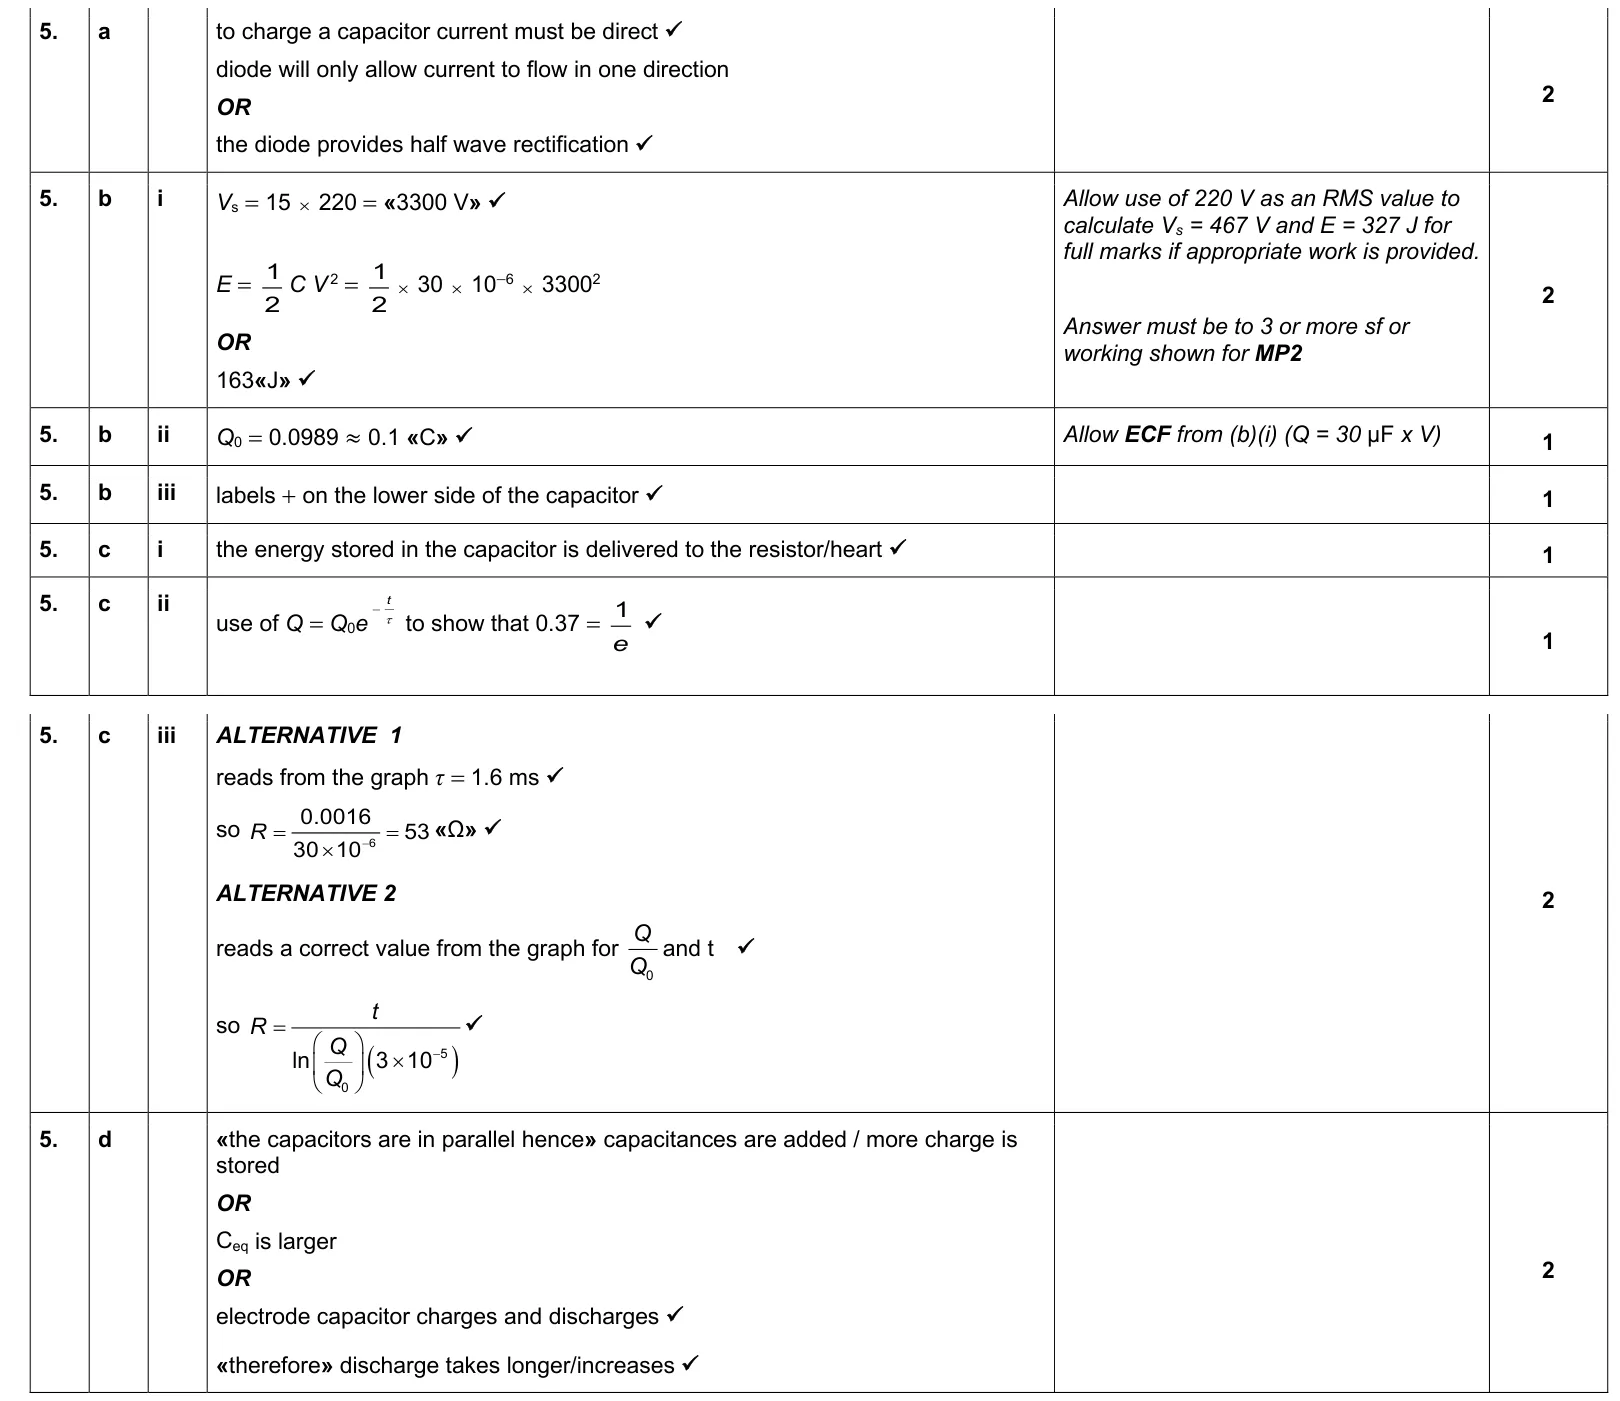 5. a to charge a capacitor current must be direct ✓
diode will only allow current to flow in one direction
OR
2
the diode provides half wave rectification ✓
5. b i Vs = 15 × 220 = «3300 V» ✓
Allow use of 220 V as an RMS value to
calculate Vs = 467 V and E = 327 J for
full marks if appropriate work is provided.
E = 1/2 C V² = 1/2 × 30 × 10⁻⁶ × 3300²
2
OR
Answer must be to 3 or more sf or
working shown for MP2
163«J» ✓
5. b ii Q₀ = 0.0989 ≈ 0.1 «C» ✓ Allow ECF from (b)(i) (Q = 30 µF x V) 1
5. b iii labels + on the lower side of the capacitor ✓ 1
5. c i the energy stored in the capacitor is delivered to the resistor/heart ✓ 1
5. c ii use of Q = Q₀e^(−t/τ) to show that 0.37 = 1/e ✓ 1
5. c iii ALTERNATIVE 1
reads from the graph τ = 1.6 ms ✓
so R = 0.0016/(30×10⁻⁶) = 53 «Ω» ✓
ALTERNATIVE 2
2
reads a correct value from the graph for Q/Q₀ and t ✓
so R = t/(ln(Q/Q₀)(3×10⁻⁵)) ✓
5. d «the capacitors are in parallel hence» capacitances are added / more charge is
stored
OR
Ceq is larger
2
OR
electrode capacitor charges and discharges ✓
«therefore» discharge takes longer/increases ✓